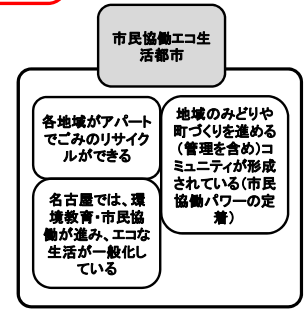 市民協働エコ生
活都市
各地域がアパート
でごみのリサイク
ルができる
地域のみどりや
町づくりを進める
(管理を含め)コ
ミュニティが形成
されている(市民
協働パワーの定
着)
名古屋では、環
境教育・市民協
働が進み、エコな
生活が一般化し
ている